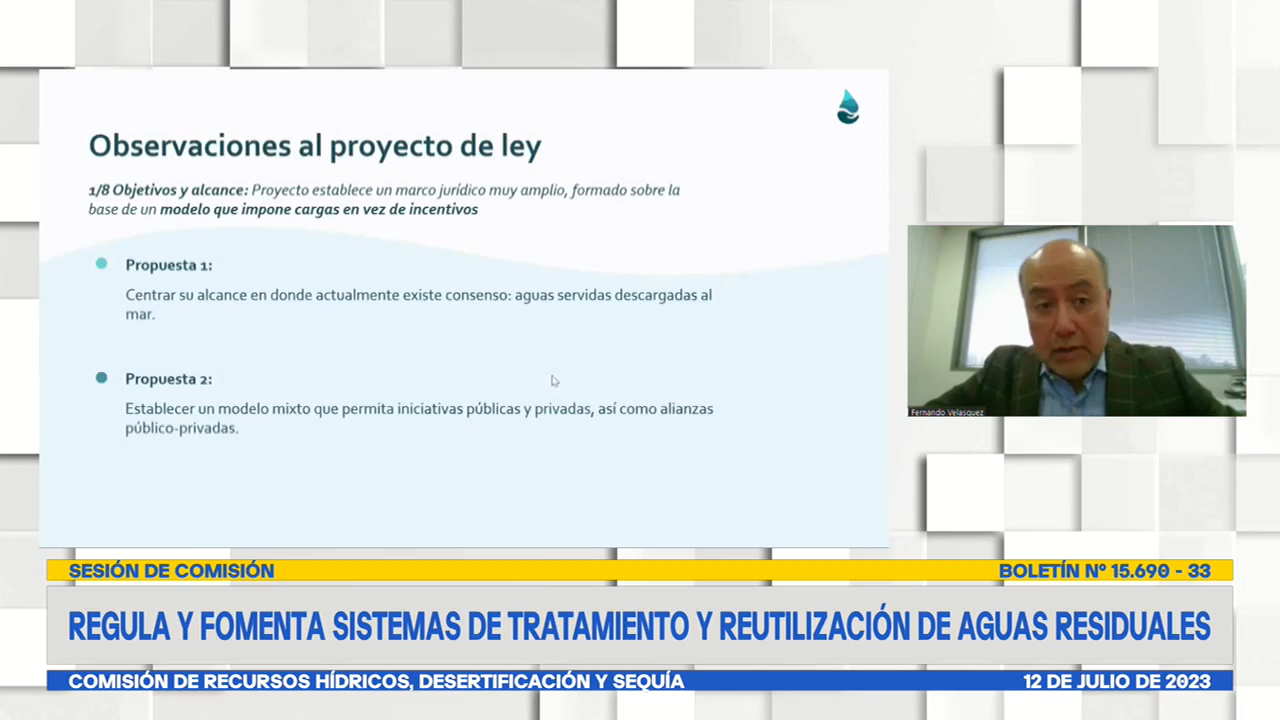 Observaciones al proyecto de ley
1/8 Objetivos y alcance: Proyecto establece un marco jurídico muy amplio, formado sobre la
base de un modelo que impone cargas en vez de incentivos
Propuesta 1:
Centrar su alcance en donde actualmente existe consenso: aguas servidas descargadas al
mar.
Propuesta 2:
Establecer un modelo mixto que permita iniciativas públicas y privadas, así como alianzas
público-privadas.
Fernando Velasquez
SESIÓN DE COMISIÓN
BOLETÍN Nº 15.690 - 33
REGULA Y FOMENTA SISTEMAS DE TRATAMIENTO Y REUTILIZACIÓN DE AGUAS RESIDUALES
COMISIÓN DE RECURSOS HÍDRICOS, DESERTIFICACIÓN Y SEQUÍA
12 DE JULIO DE 2023